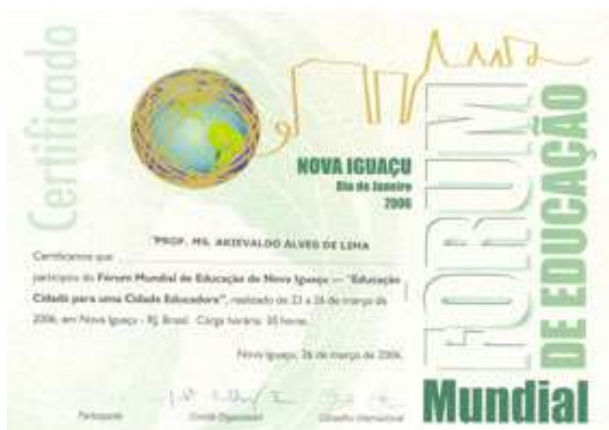 Certificado
NOVA IGUAÇU
Rio de Janeiro
2006
FORUM
DE EDUCAÇÃO
Mundial
PROF. MS. ARIEVALDO ALVES DE LIMA
Certificamos que
participou do Fórum Mundial de Educação de Nova Iguaçu — "Educação
Cidadã para uma Cidade Educadora", realizado de 23 a 26 de março de
2006, em Nova Iguaçu - RJ, Brasil. Carga horária: 30 horas.
Nova Iguaçu, 26 de março de 2006.
Participante
Comitê Organizador
Conselho Internacional